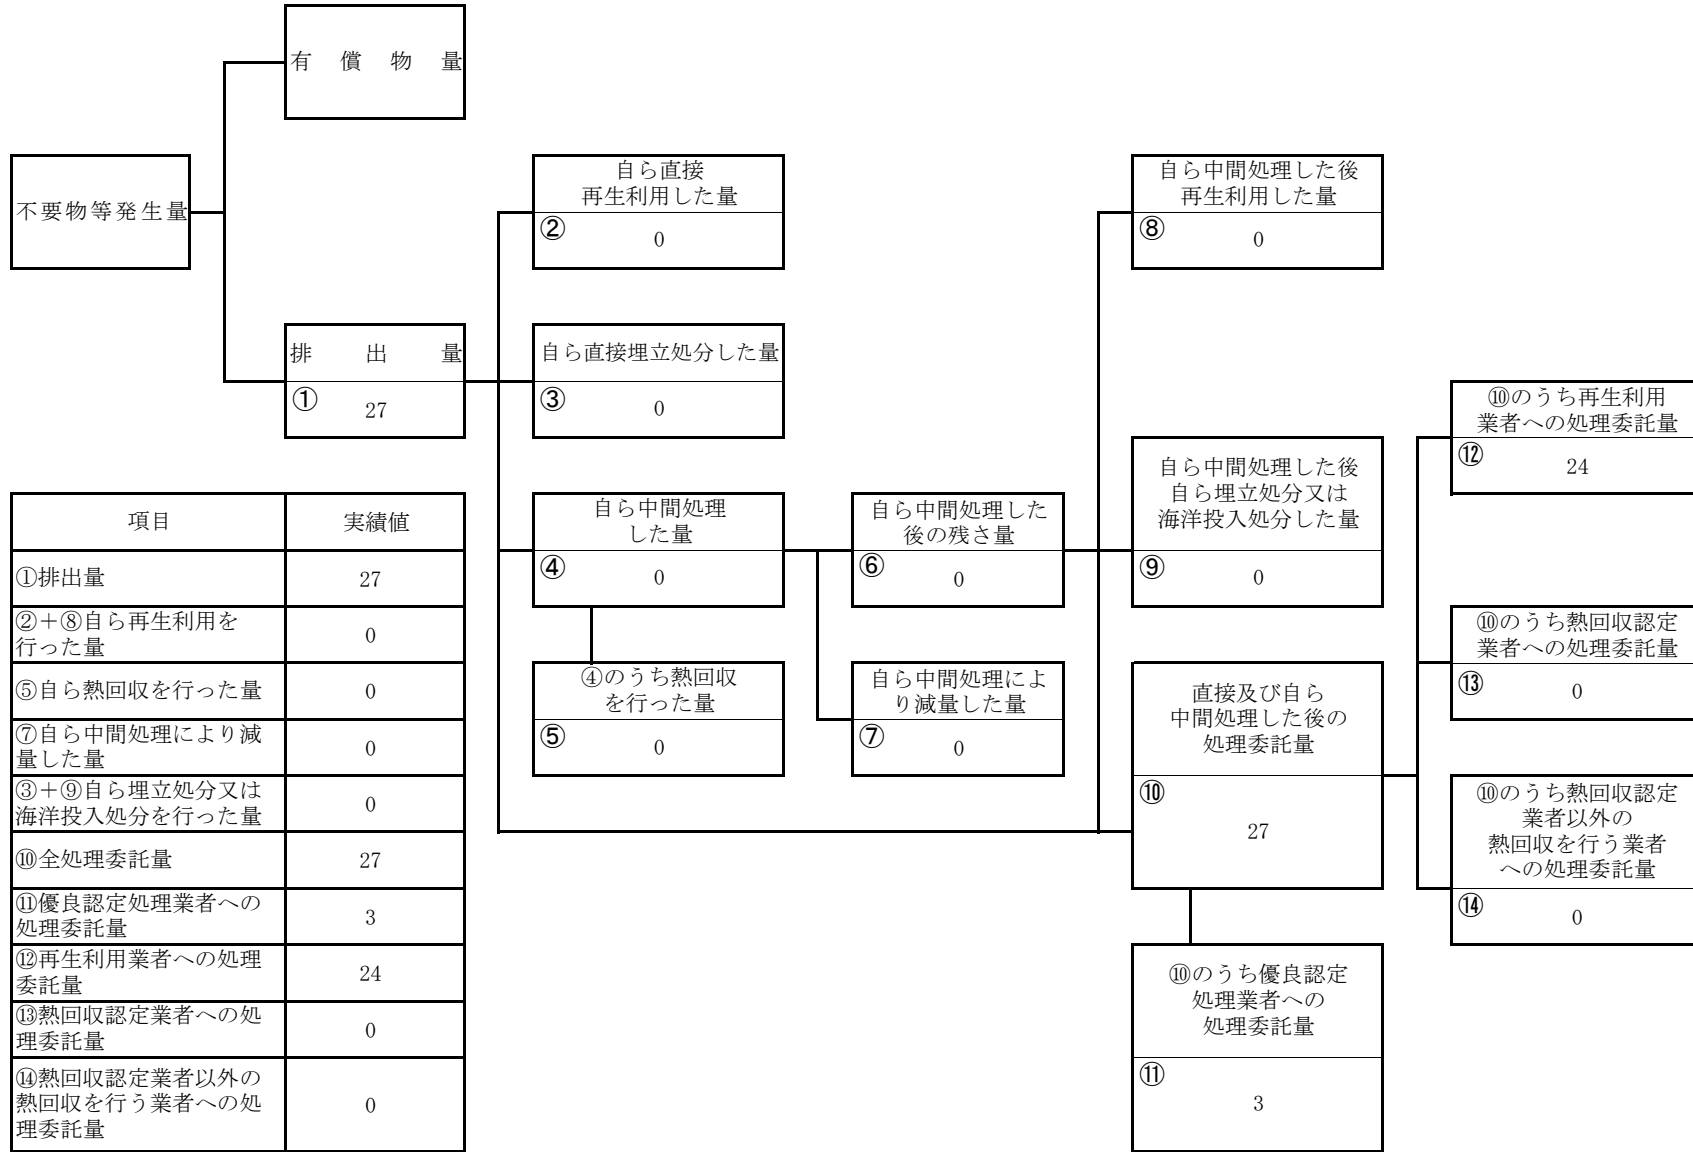 有償物量
不要物等発生量
自ら直接
再生利用した量
② 0
自ら中間処理した後
再生利用した量
⑧ 0
排出量
① 27
自ら直接埋立処分した量
③ 0
⑩のうち再生利用
業者への処理委託量
⑫ 24
自ら中間処理
した量
④ 0
自ら中間処理した
後の残さ量
⑥ 0
自ら中間処理した後
自ら埋立処分又は
海洋投入処分した量
⑨ 0
⑩のうち熱回収認定
業者への処理委託量
⑬ 0
④のうち熱回収
を行った量
⑤ 0
自ら中間処理によ
り減量した量
⑦ 0
直接及び自ら
中間処理した後の
処理委託量
⑩
27
⑩のうち熱回収認定
業者以外の
熱回収を行う業者
への処理委託量
⑭ 0
⑩のうち優良認定
処理業者への
処理委託量
⑪
3
項目 実績値
①排出量 27
②＋⑧自ら再生利用を
行った量 0
⑤自ら熱回収を行った量 0
⑦自ら中間処理により減
量した量 0
③＋⑨自ら埋立処分又は
海洋投入処分を行った量 0
⑩全処理委託量 27
⑪優良認定処理業者への
処理委託量 3
⑫再生利用業者への処理
委託量 24
⑬熱回収認定業者への処
理委託量 0
⑭熱回収認定業者以外の
熱回収を行う業者への処
理委託量 0